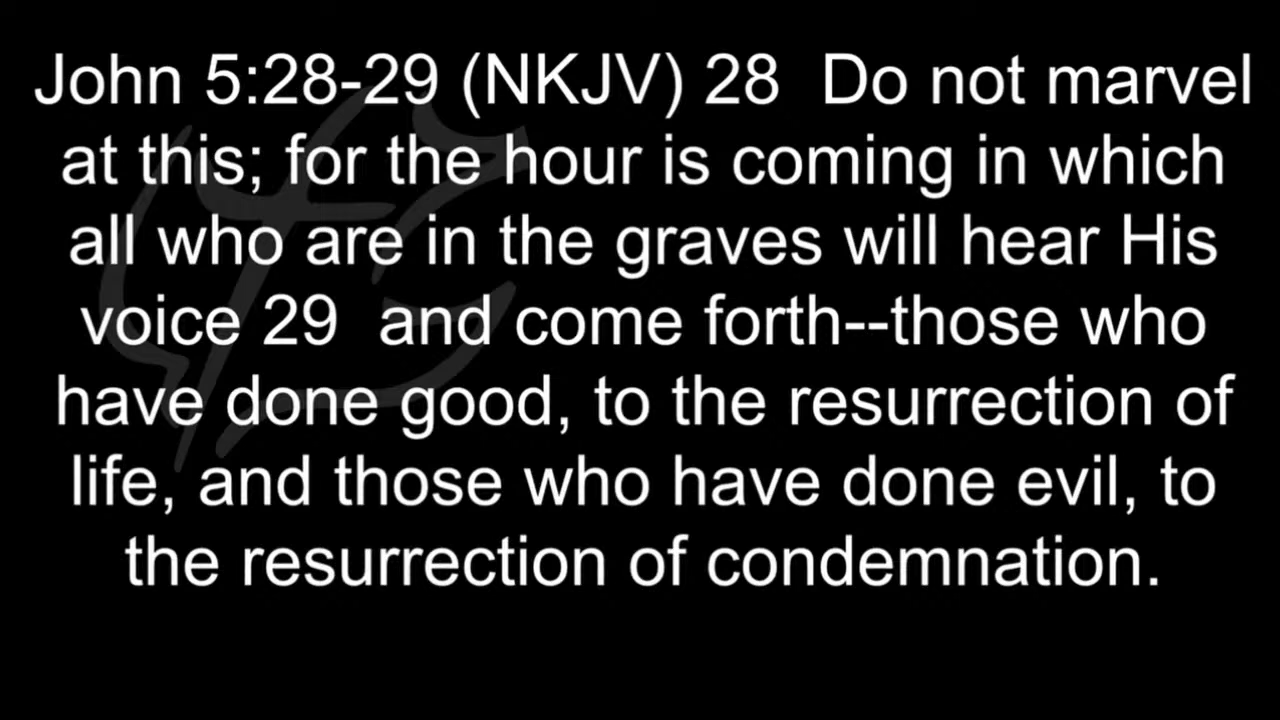 John 5:28-29 (NKJV) 28  Do not marvel
at this; for the hour is coming in which
all who are in the graves will hear His
voice 29  and come forth--those who
have done good, to the resurrection of
life, and those who have done evil, to
the resurrection of condemnation.